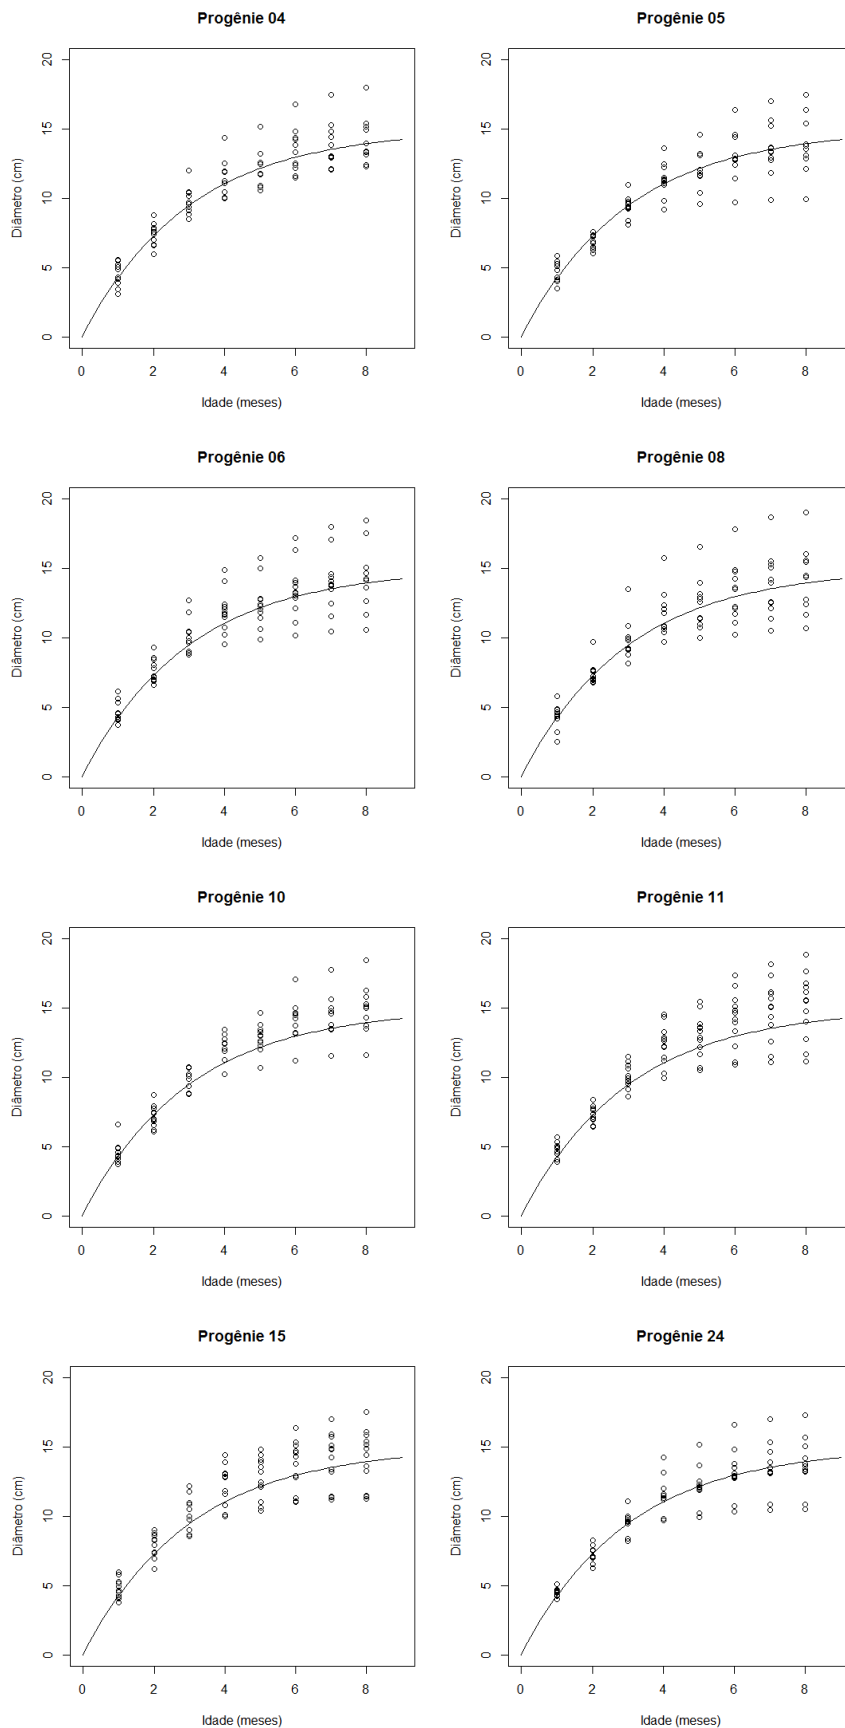 Progênie 04
Progênie 05
20
15
10
5
0
Diâmetro (cm)
0 2 4 6 8
Idade (meses)
20
15
10
5
0
Diâmetro (cm)
0 2 4 6 8
Idade (meses)
Progênie 06
Progênie 08
20
15
10
5
0
Diâmetro (cm)
0 2 4 6 8
Idade (meses)
20
15
10
5
0
Diâmetro (cm)
0 2 4 6 8
Idade (meses)
Progênie 10
Progênie 11
20
15
10
5
0
Diâmetro (cm)
0 2 4 6 8
Idade (meses)
20
15
10
5
0
Diâmetro (cm)
0 2 4 6 8
Idade (meses)
Progênie 15
Progênie 24
20
15
10
5
0
Diâmetro (cm)
0 2 4 6 8
Idade (meses)
20
15
10
5
0
Diâmetro (cm)
0 2 4 6 8
Idade (meses)